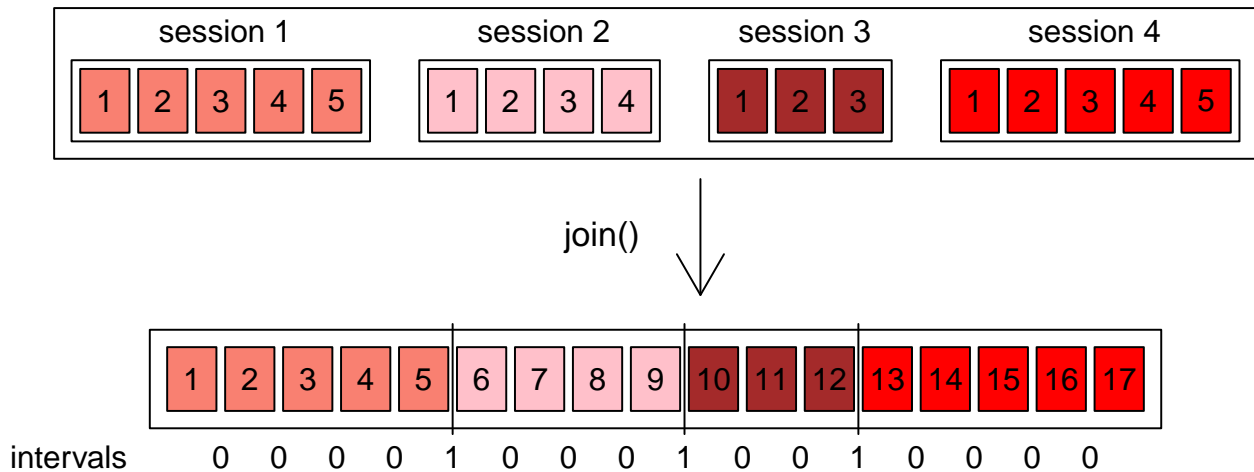 session 1 session 2 session 3 session 4
1 2 3 4 5 1 2 3 4 1 2 3 1 2 3 4 5
join()
1 2 3 4 5 6 7 8 9 10 11 12 13 14 15 16 17
intervals 0 0 0 0 1 0 0 0 1 0 0 1 0 0 0 0